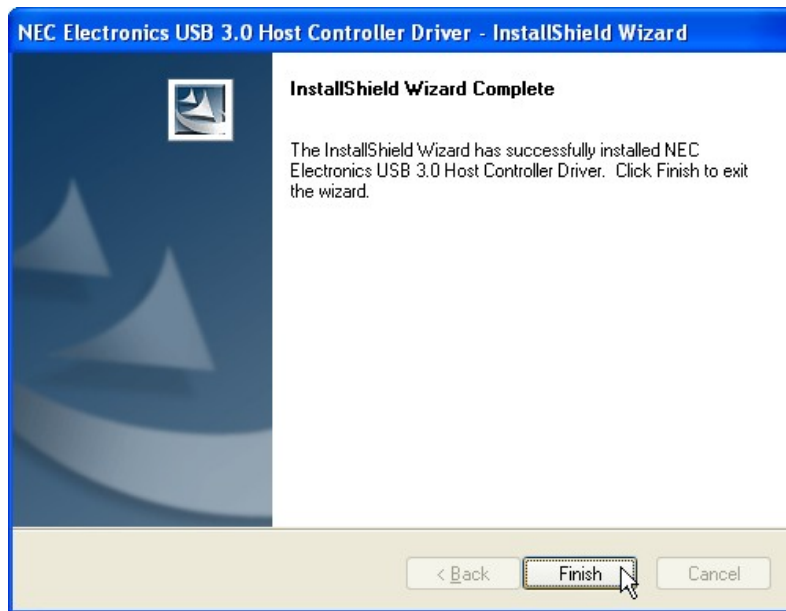 NEC Electronics USB 3.0 Host Controller Driver - InstallShield Wizard
InstallShield Wizard Complete
The InstallShield Wizard has successfully installed NEC
Electronics USB 3.0 Host Controller Driver.  Click Finish to exit
the wizard.
< Back Finish Cancel